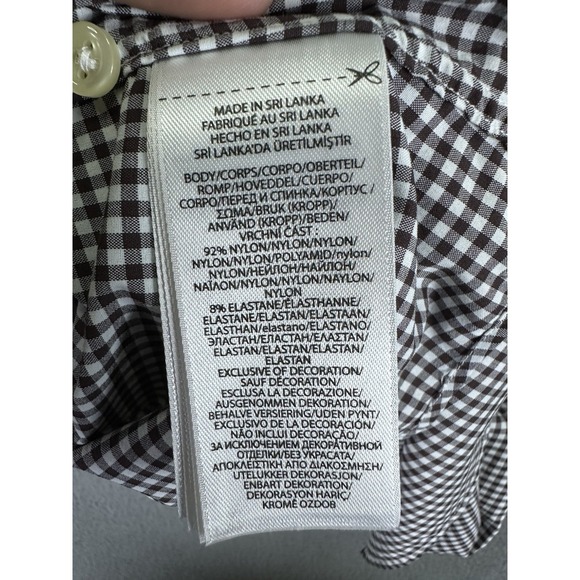 MADE IN SRI LANKA
FABRIQUÉ AU SRI LANKA
HECHO EN SRI LANKA
SRİ LANKA'DA ÜRETİLMİŞTİR
BODY/CORPS/CORPO/OBERTEIL/
ROMP/HOVEDDEL/CUERPO/
CORPO/ПЕРЕД И СПИНКА/КОРПУС/
ΣΩΜΑ/BRUK (KROPP)/
ANVÄND (KROPP)/BEDEN/
VRCHNÍ ČÁST :
92% NYLON/NYLON/NYLON/
NYLON/NYLON/POLYAMID/nylon/
NYLON/НЕЙЛОН/НАЙЛОН/
ΝΑΪΛΟΝ/NYLON/NYLON/NAYLON/
NYLON
8% ELASTANE/ÉLASTHANNE/
ELASTANE/ELASTAN/ELASTAAN/
ELASTHAN/elastano/ELASTANO/
ЭЛАСТАН/ЕЛАСТАН/ΕΛΑΣΤΑΝ/
ELASTAN/ELASTAN/ELASTAN/
ELASTAN
EXCLUSIVE OF DECORATION/
SAUF DÉCORATION/
ESCLUSA LA DECORAZIONE/
AUSGENOMMEN DEKORATION/
BEHALVE VERSIERING/UDEN PYNT/
EXCLUSIVO DE LA DECORACIÓN/
NÃO INCLUI DECORAÇÃO/
ЗА ИСКЛЮЧЕНИЕМ ДЕКОРАТИВНОЙ
ОТДЕЛКИ/БЕЗ УКРАСАТА/
ΑΠΟΚΛΕΙΣΤΙΚΗ ΑΠΟ ΔΙΑΚΟΣΜΗΣΗ/
UTELUKKER DEKORASJON/
ENBART DEKORATION/
DEKORASYON HARİÇ/
KROMĚ OZDOB